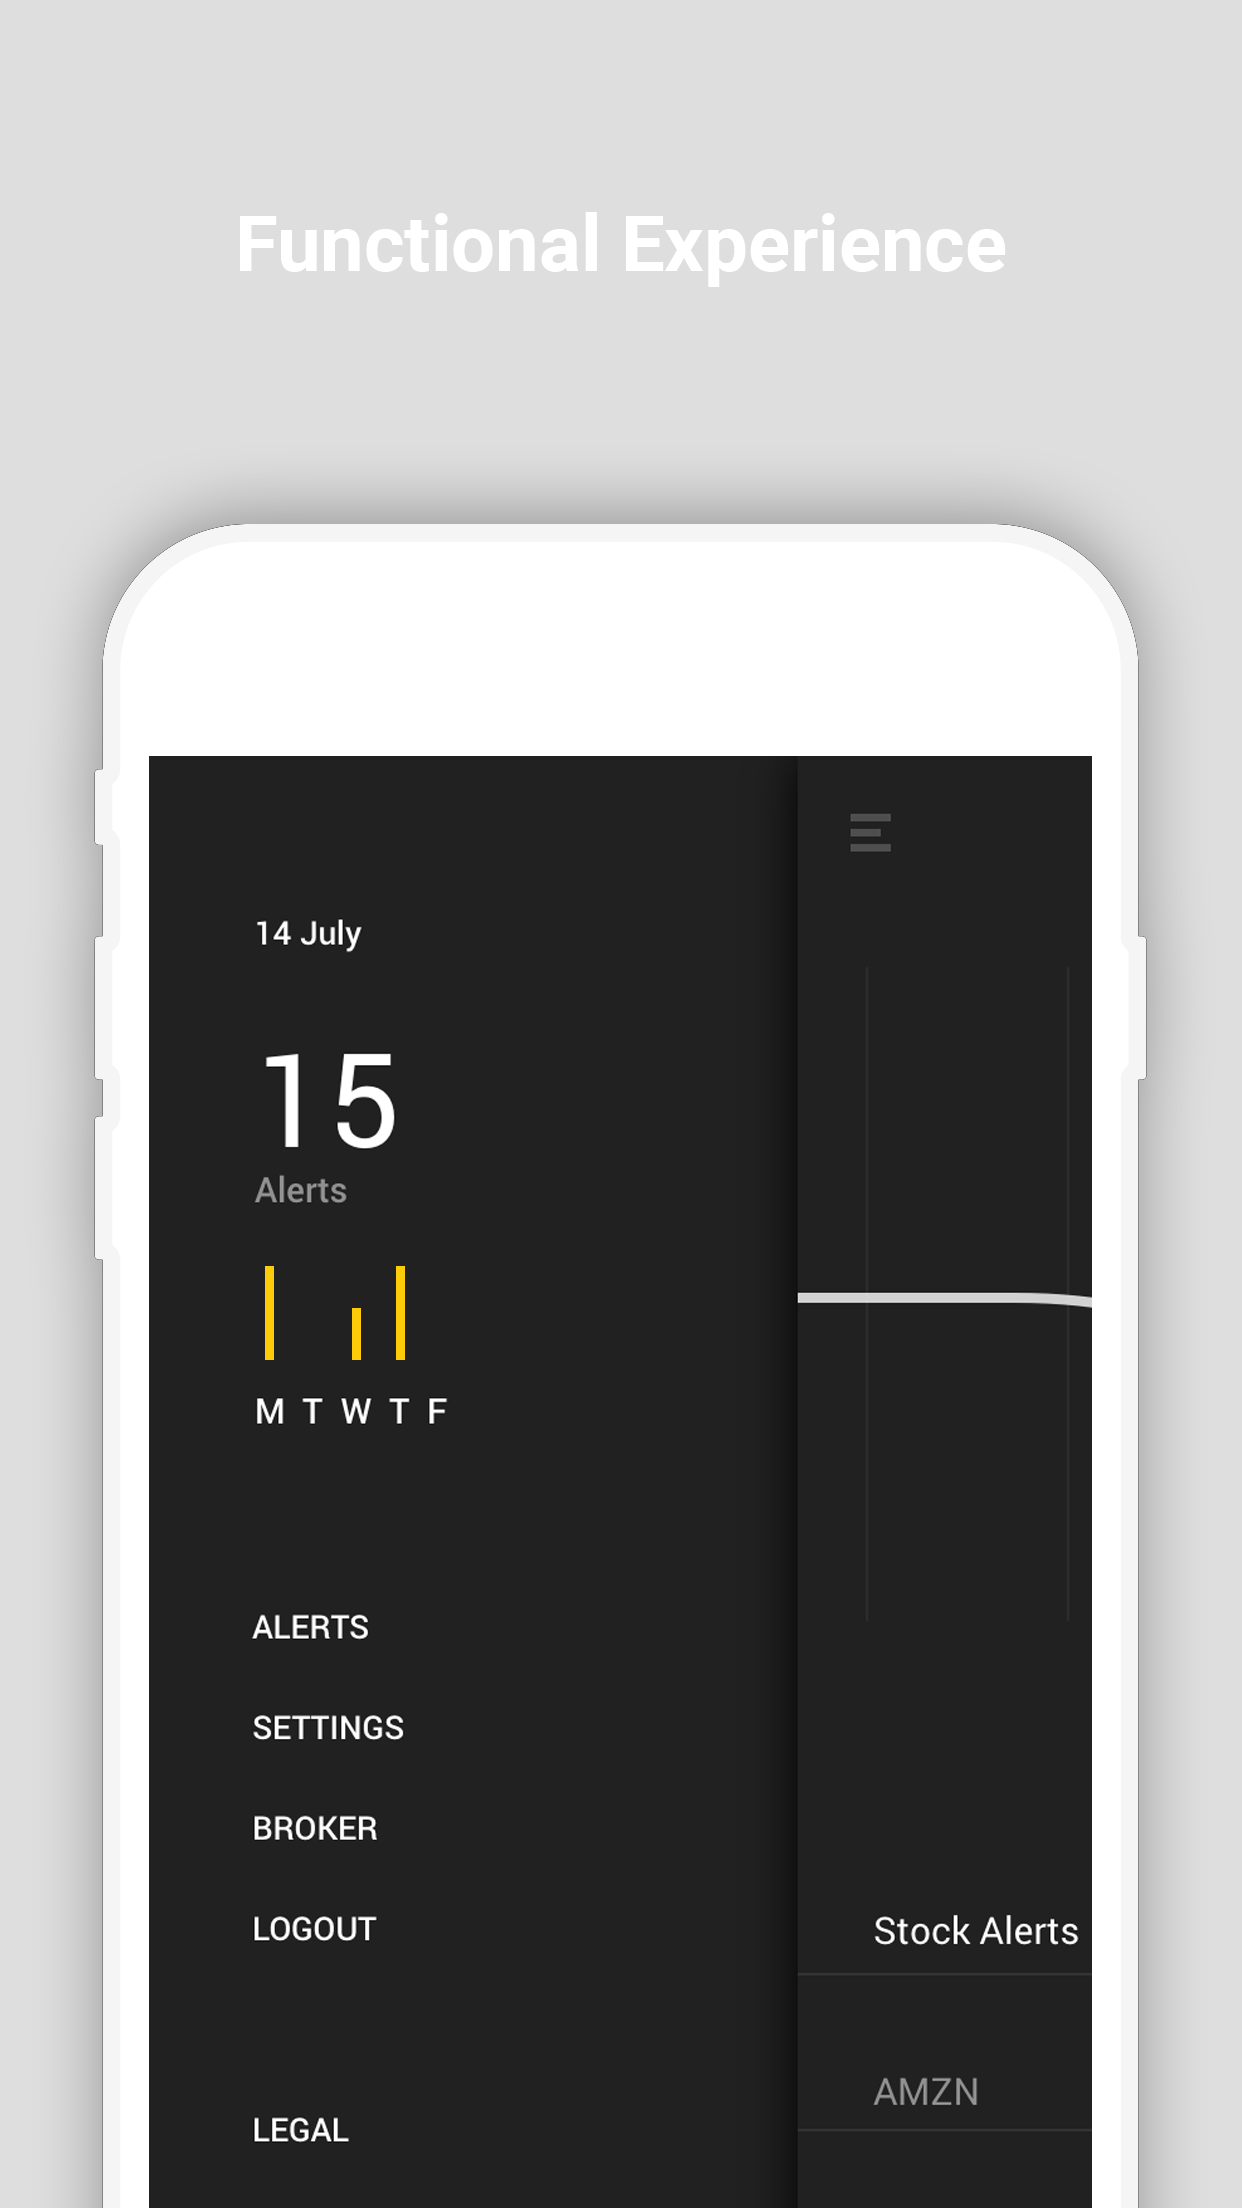 Functional Experience
14 July
15
Alerts
M T W T F
ALERTS
SETTINGS
BROKER
LOGOUT
LEGAL
Stock Alerts
AMZN